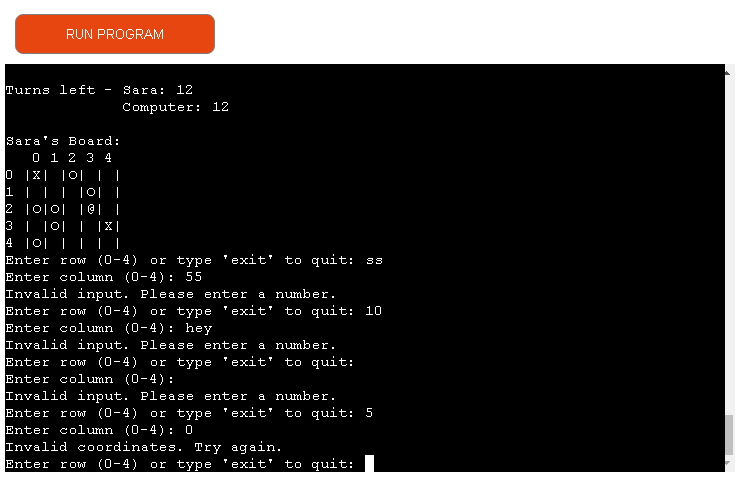 RUN PROGRAM
Turns left - Sara: 12
Computer: 12
Sara's Board:
0 1 2 3 4
0 |X| |O| | |
1 | | | |O| |
2 |O|O| |@| |
3 | |O| | |X|
4 |O| | | | |
Enter row (0-4) or type 'exit' to quit: ss
Enter column (0-4): 55
Invalid input. Please enter a number.
Enter row (0-4) or type 'exit' to quit: 10
Enter column (0-4): hey
Invalid input. Please enter a number.
Enter row (0-4) or type 'exit' to quit:
Enter column (0-4):
Invalid input. Please enter a number.
Enter row (0-4) or type 'exit' to quit: 5
Enter column (0-4): 0
Invalid coordinates. Try again.
Enter row (0-4) or type 'exit' to quit: